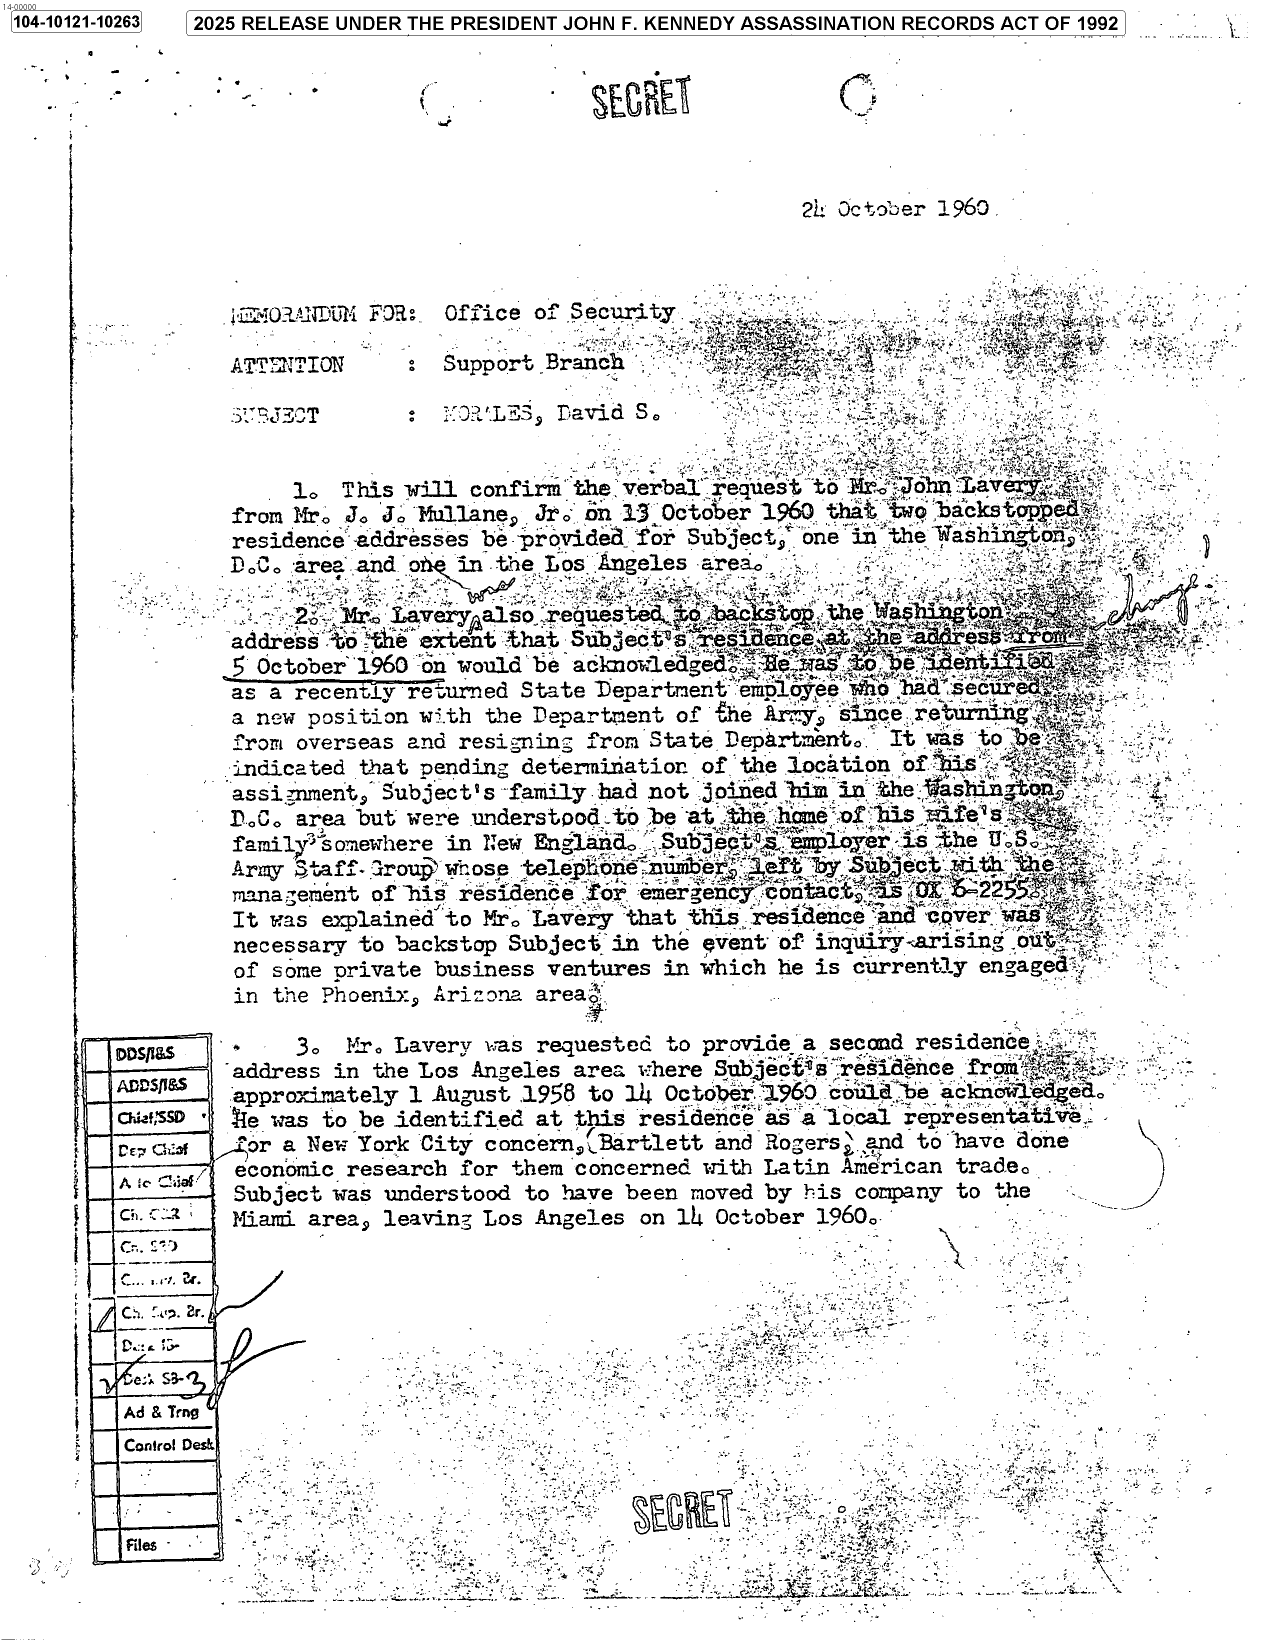 14-00000
104-10121-10263
2025 RELEASE UNDER THE PRESIDENT JOHN F. KENNEDY ASSASSINATION RECORDS ACT OF 1992
SECRET
24 October 1960
MEMORANDUM FOR: Office of Security
ATTENTION : Support Branch
SUBJECT : MORALES, David S.
1. This will confirm the verbal request to Mr. John Lavery
from Mr. J. J. Mullane, Jr. on 13 October 1960 that two backstopped
residence addresses be provided for Subject, one in the Washington,
D.C. area and one in the Los Angeles area.
was
2. Mr. Lavery also requested to backstop the Washington
change
address to the extent that Subject's residence at the address from
5 October 1960 on would be acknowledged. He was to be identified
as a recently returned State Department employee who had secured
a new position with the Department of the Army, since returning
from overseas and resigning from State Department. It was to be
indicated that pending determination of the location of his
assignment, Subject's family had not joined him in the Washington,
D.C. area but were understood to be at the home of his wife's
family somewhere in New England. Subject's employer is the U.S.
Army Staff Group whose telephone number, left by Subject with the
management of his residence for emergency contact, is OX 6-2255.
It was explained to Mr. Lavery that this residence and cover was
necessary to backstop Subject in the event of inquiry arising out
of some private business ventures in which he is currently engaged
in the Phoenix, Arizona area.
3. Mr. Lavery was requested to provide a second residence
address in the Los Angeles area where Subject's residence from
approximately 1 August 1958 to 14 October 1960 could be acknowledged.
He was to be identified at this residence as a local representative
for a New York City concern, (Bartlett and Rogers) and to have done
economic research for them concerned with Latin American trade.
Subject was understood to have been moved by his company to the
Miami area, leaving Los Angeles on 14 October 1960.
DDS/I&S
ADDS/I&S
Chief/SSD
Dep Chief
A to Chief
Ch.
Ch.
Br.
Ch. Sup. Br.
Desk
Desk SB-3
Ad & Trng
Control Desk
Files
SECRET